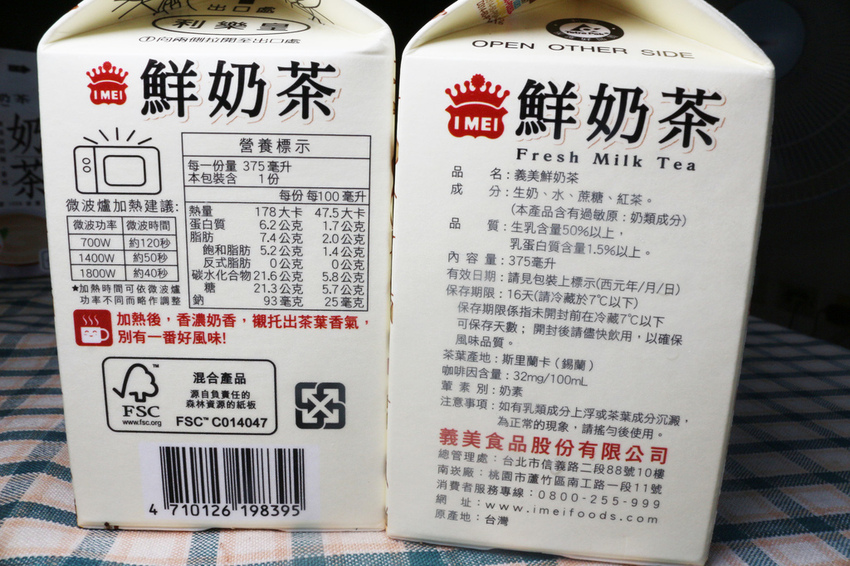 出口處
利樂皇
①向兩側拉開至出口處
I MEI
鮮奶茶
營養標示
每一份量 375毫升
本包裝含 1份
每份 每100毫升
熱量 178大卡 47.5大卡
蛋白質 6.2公克 1.7公克
脂肪 7.4公克 2.0公克
飽和脂肪 5.2公克 1.4公克
反式脂肪 0公克 0公克
碳水化合物 21.6公克 5.8公克
糖 21.3公克 5.7公克
鈉 93毫克 25毫克
微波爐加熱建議:
微波功率 微波時間
700W 約120秒
1400W 約50秒
1800W 約40秒
★加熱時間可依微波爐
功率不同而略作調整
加熱後,香濃奶香,襯托出茶葉香氣,
別有一番好風味!
FSC
www.fsc.org
混合產品
源自負責任的
森林資源的紙板
FSC™ C014047
4 710126 198395
OPEN OTHER SIDE
I MEI
鮮奶茶
Fresh Milk Tea
品名:義美鮮奶茶
成分:生奶、水、蔗糖、紅茶。
(本產品含有過敏原:奶類成分)
品質:生乳含量50%以上,
乳蛋白質含量1.5%以上。
內容量:375毫升
有效日期:請見包裝上標示(西元年/月/日)
保存期限:16天(請冷藏於7℃以下)
保存期限係指未開封前在冷藏7℃以下
可保存天數;開封後請儘快飲用,以確保
風味品質。
茶葉產地:斯里蘭卡(錫蘭)
咖啡因含量:32mg/100mL
葷素別:奶素
注意事項:如有乳類成分上浮或茶葉成分沉澱,
為正常的現象,請搖勻後使用。
義美食品股份有限公司
總管理處:台北市信義路二段88號10樓
南崁廠:桃園市蘆竹區南工路一段11號
消費者服務專線:0800-255-999
網址:www.imeifoods.com
原產地:台灣